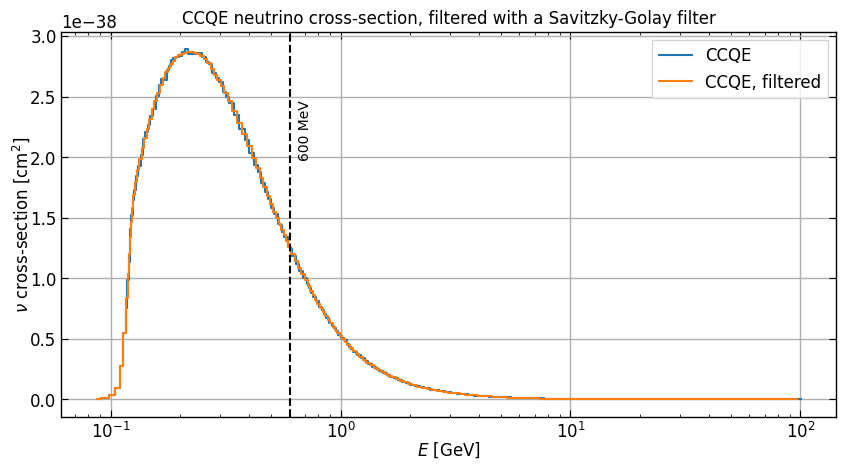 CCQE neutrino cross-section, filtered with a Savitzky-Golay filter
1e−38
3.0
2.5
2.0
1.5
1.0
0.5
0.0
ν cross-section [cm²]
CCQE
CCQE, filtered
600 MeV
10⁻¹
10⁰
10¹
10²
E [GeV]